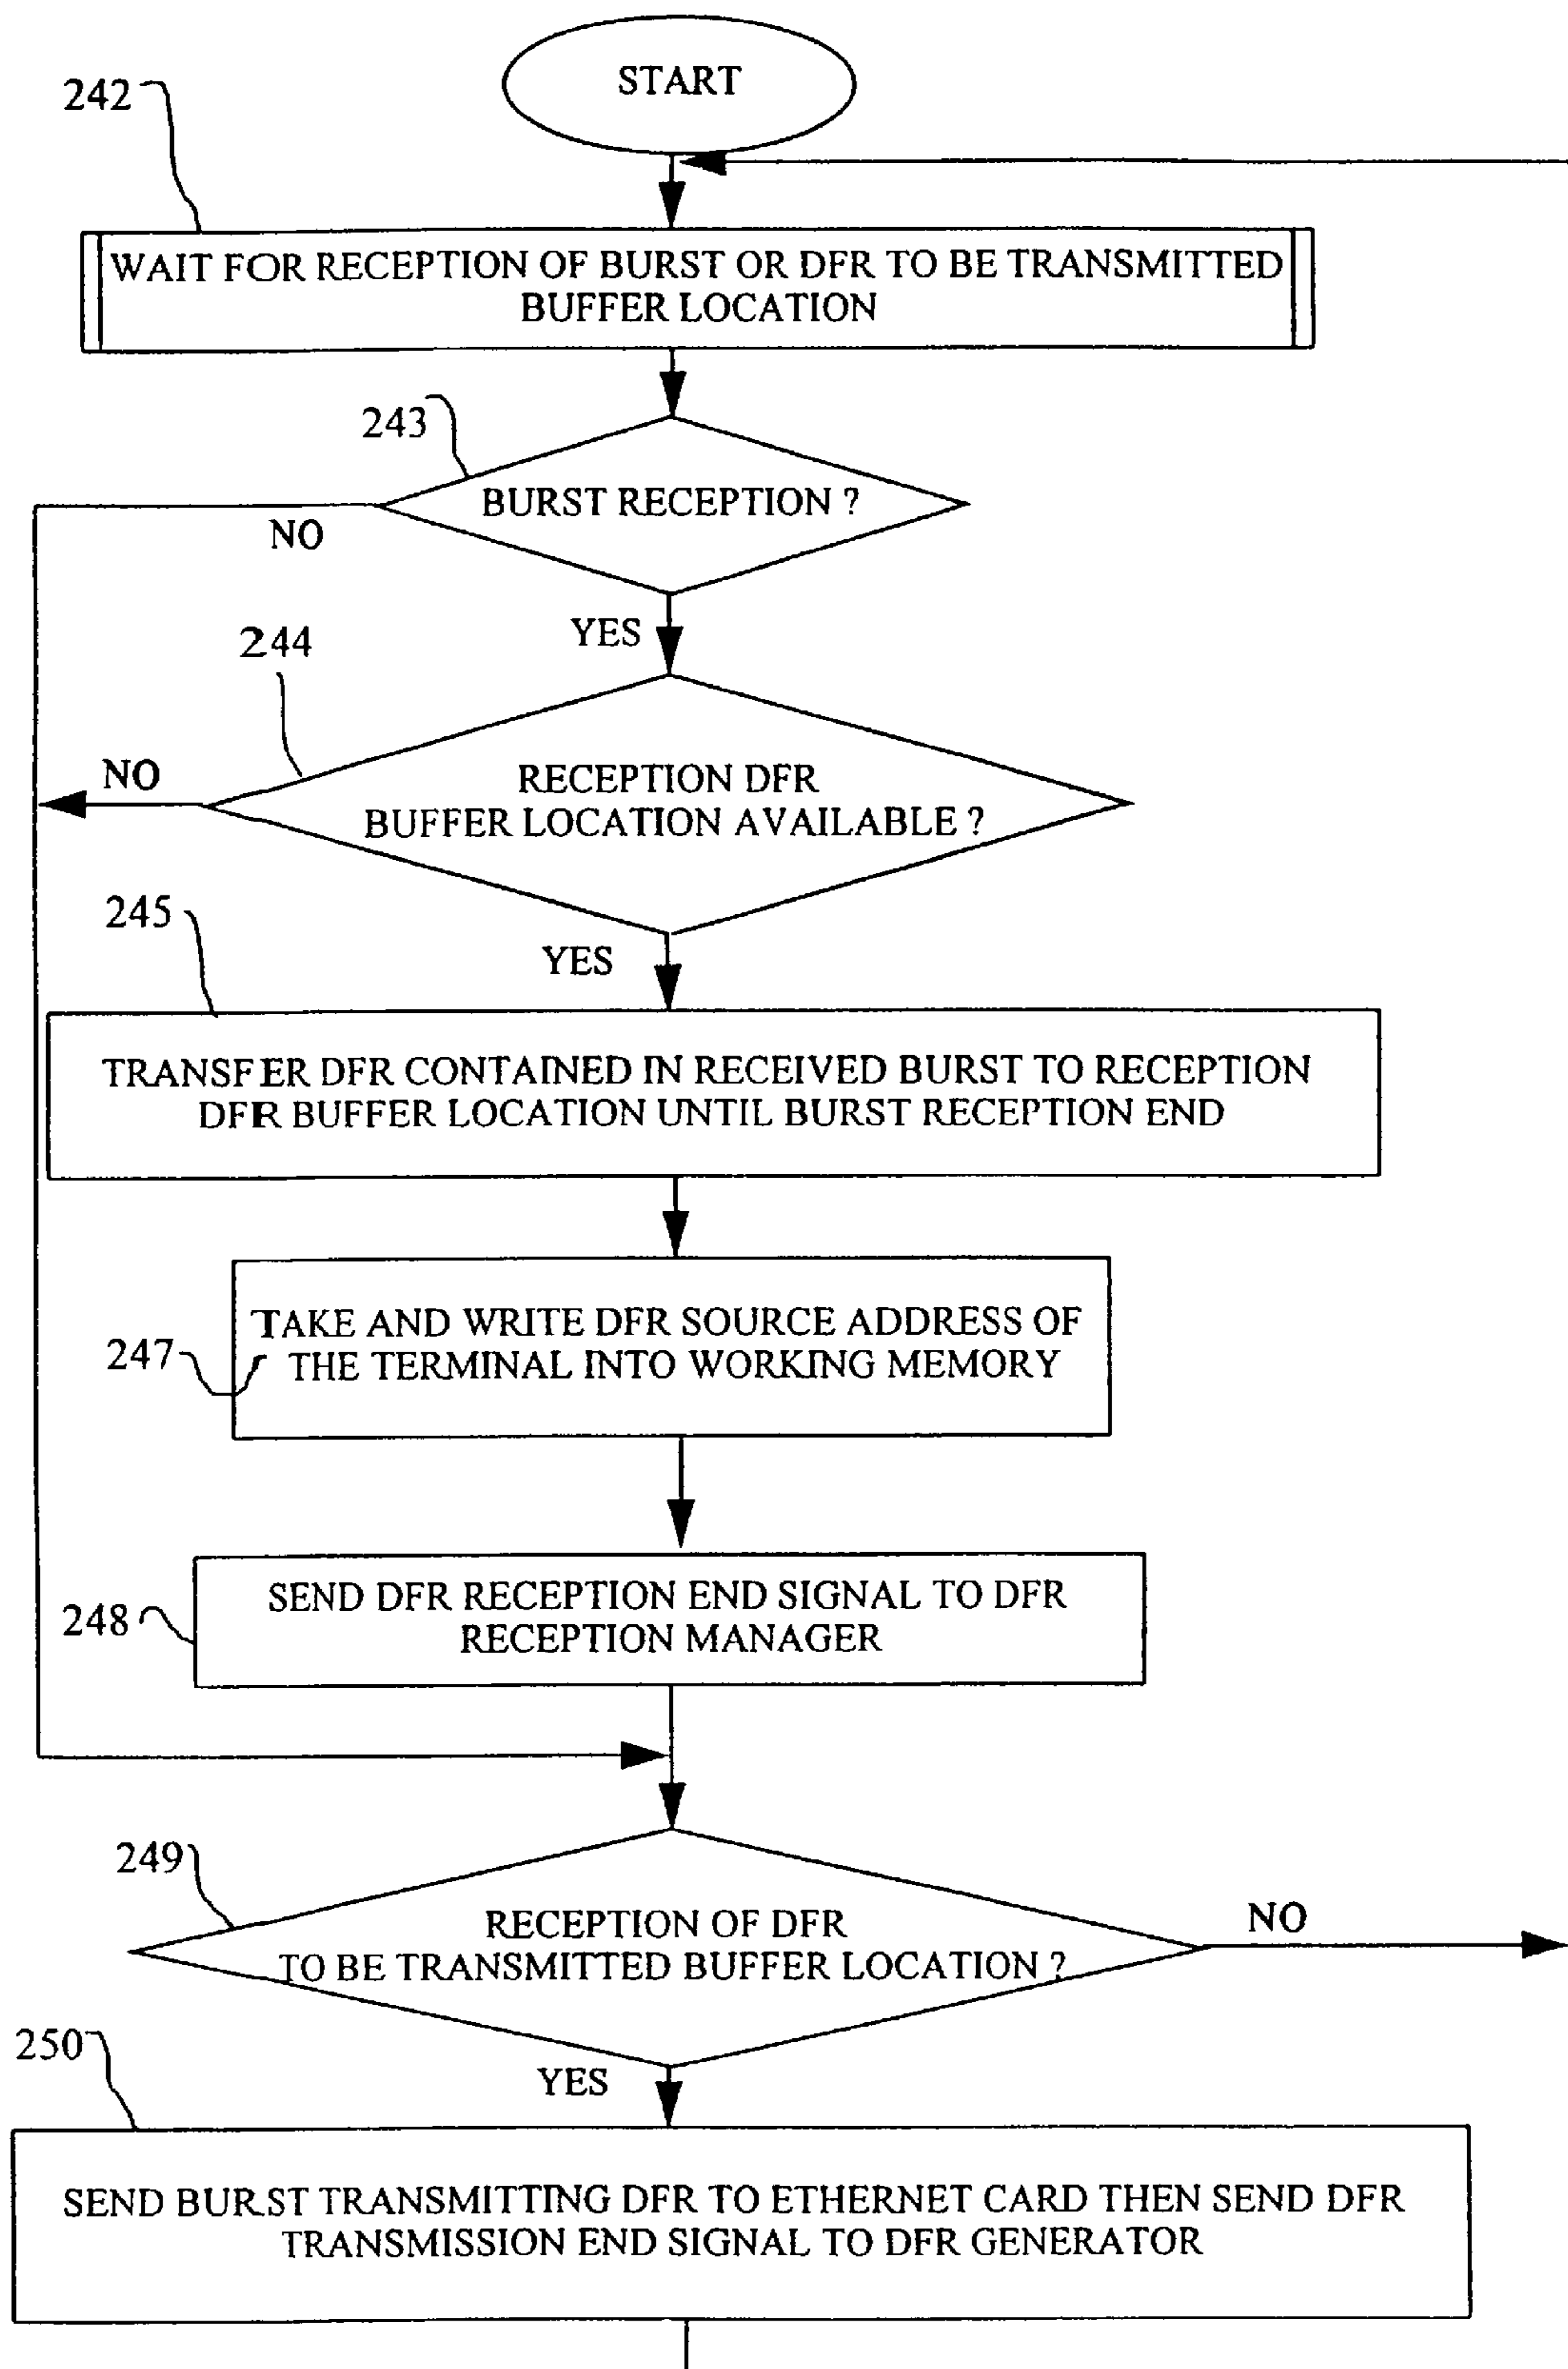 START
242
WAIT FOR RECEPTION OF BURST OR DFR TO BE TRANSMITTED
BUFFER LOCATION
243
BURST RECEPTION ?
NO
YES
244
NO
RECEPTION DFR
BUFFER LOCATION AVAILABLE ?
245
YES
TRANSFER DFR CONTAINED IN RECEIVED BURST TO RECEPTION
DFR BUFFER LOCATION UNTIL BURST RECEPTION END
TAKE AND WRITE DFR SOURCE ADDRESS OF
THE TERMINAL INTO WORKING MEMORY
247
SEND DFR RECEPTION END SIGNAL TO DFR
RECEPTION MANAGER
248
249
RECEPTION OF DFR
TO BE TRANSMITTED BUFFER LOCATION ?
NO
250
YES
SEND BURST TRANSMITTING DFR TO ETHERNET CARD THEN SEND DFR
TRANSMISSION END SIGNAL TO DFR GENERATOR